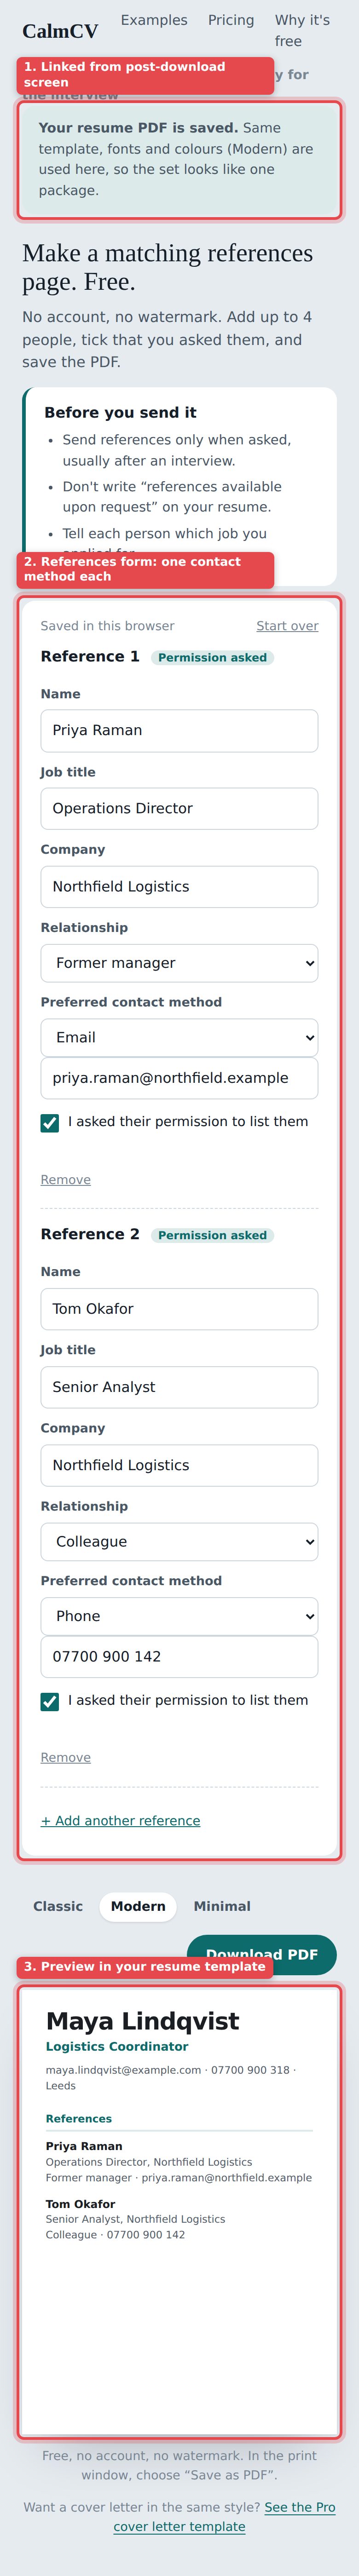 CalmCV
Examples Pricing Why it's
free
1. Linked from post-download
screen
y for
the interview
Your resume PDF is saved. Same
template, fonts and colours (Modern) are
used here, so the set looks like one
package.
Make a matching references
page. Free.
No account, no watermark. Add up to 4
people, tick that you asked them, and
save the PDF.
Before you send it
• Send references only when asked,
usually after an interview.
• Don't write “references available
upon request” on your resume.
• Tell each person which job you
2. References form: one contact
method each
Saved in this browser Start over
Reference 1 Permission asked
Name
Priya Raman
Job title
Operations Director
Company
Northfield Logistics
Relationship
Former manager
Preferred contact method
Email
priya.raman@northfield.example
I asked their permission to list them
Remove
Reference 2 Permission asked
Name
Tom Okafor
Job title
Senior Analyst
Company
Northfield Logistics
Relationship
Colleague
Preferred contact method
Phone
07700 900 142
I asked their permission to list them
Remove
+ Add another reference
Classic Modern Minimal
Download PDF
3. Preview in your resume template
Maya Lindqvist
Logistics Coordinator
maya.lindqvist@example.com · 07700 900 318 ·
Leeds
References
Priya Raman
Operations Director, Northfield Logistics
Former manager · priya.raman@northfield.example
Tom Okafor
Senior Analyst, Northfield Logistics
Colleague · 07700 900 142
Free, no account, no watermark. In the print
window, choose “Save as PDF”.
Want a cover letter in the same style? See the Pro
cover letter template